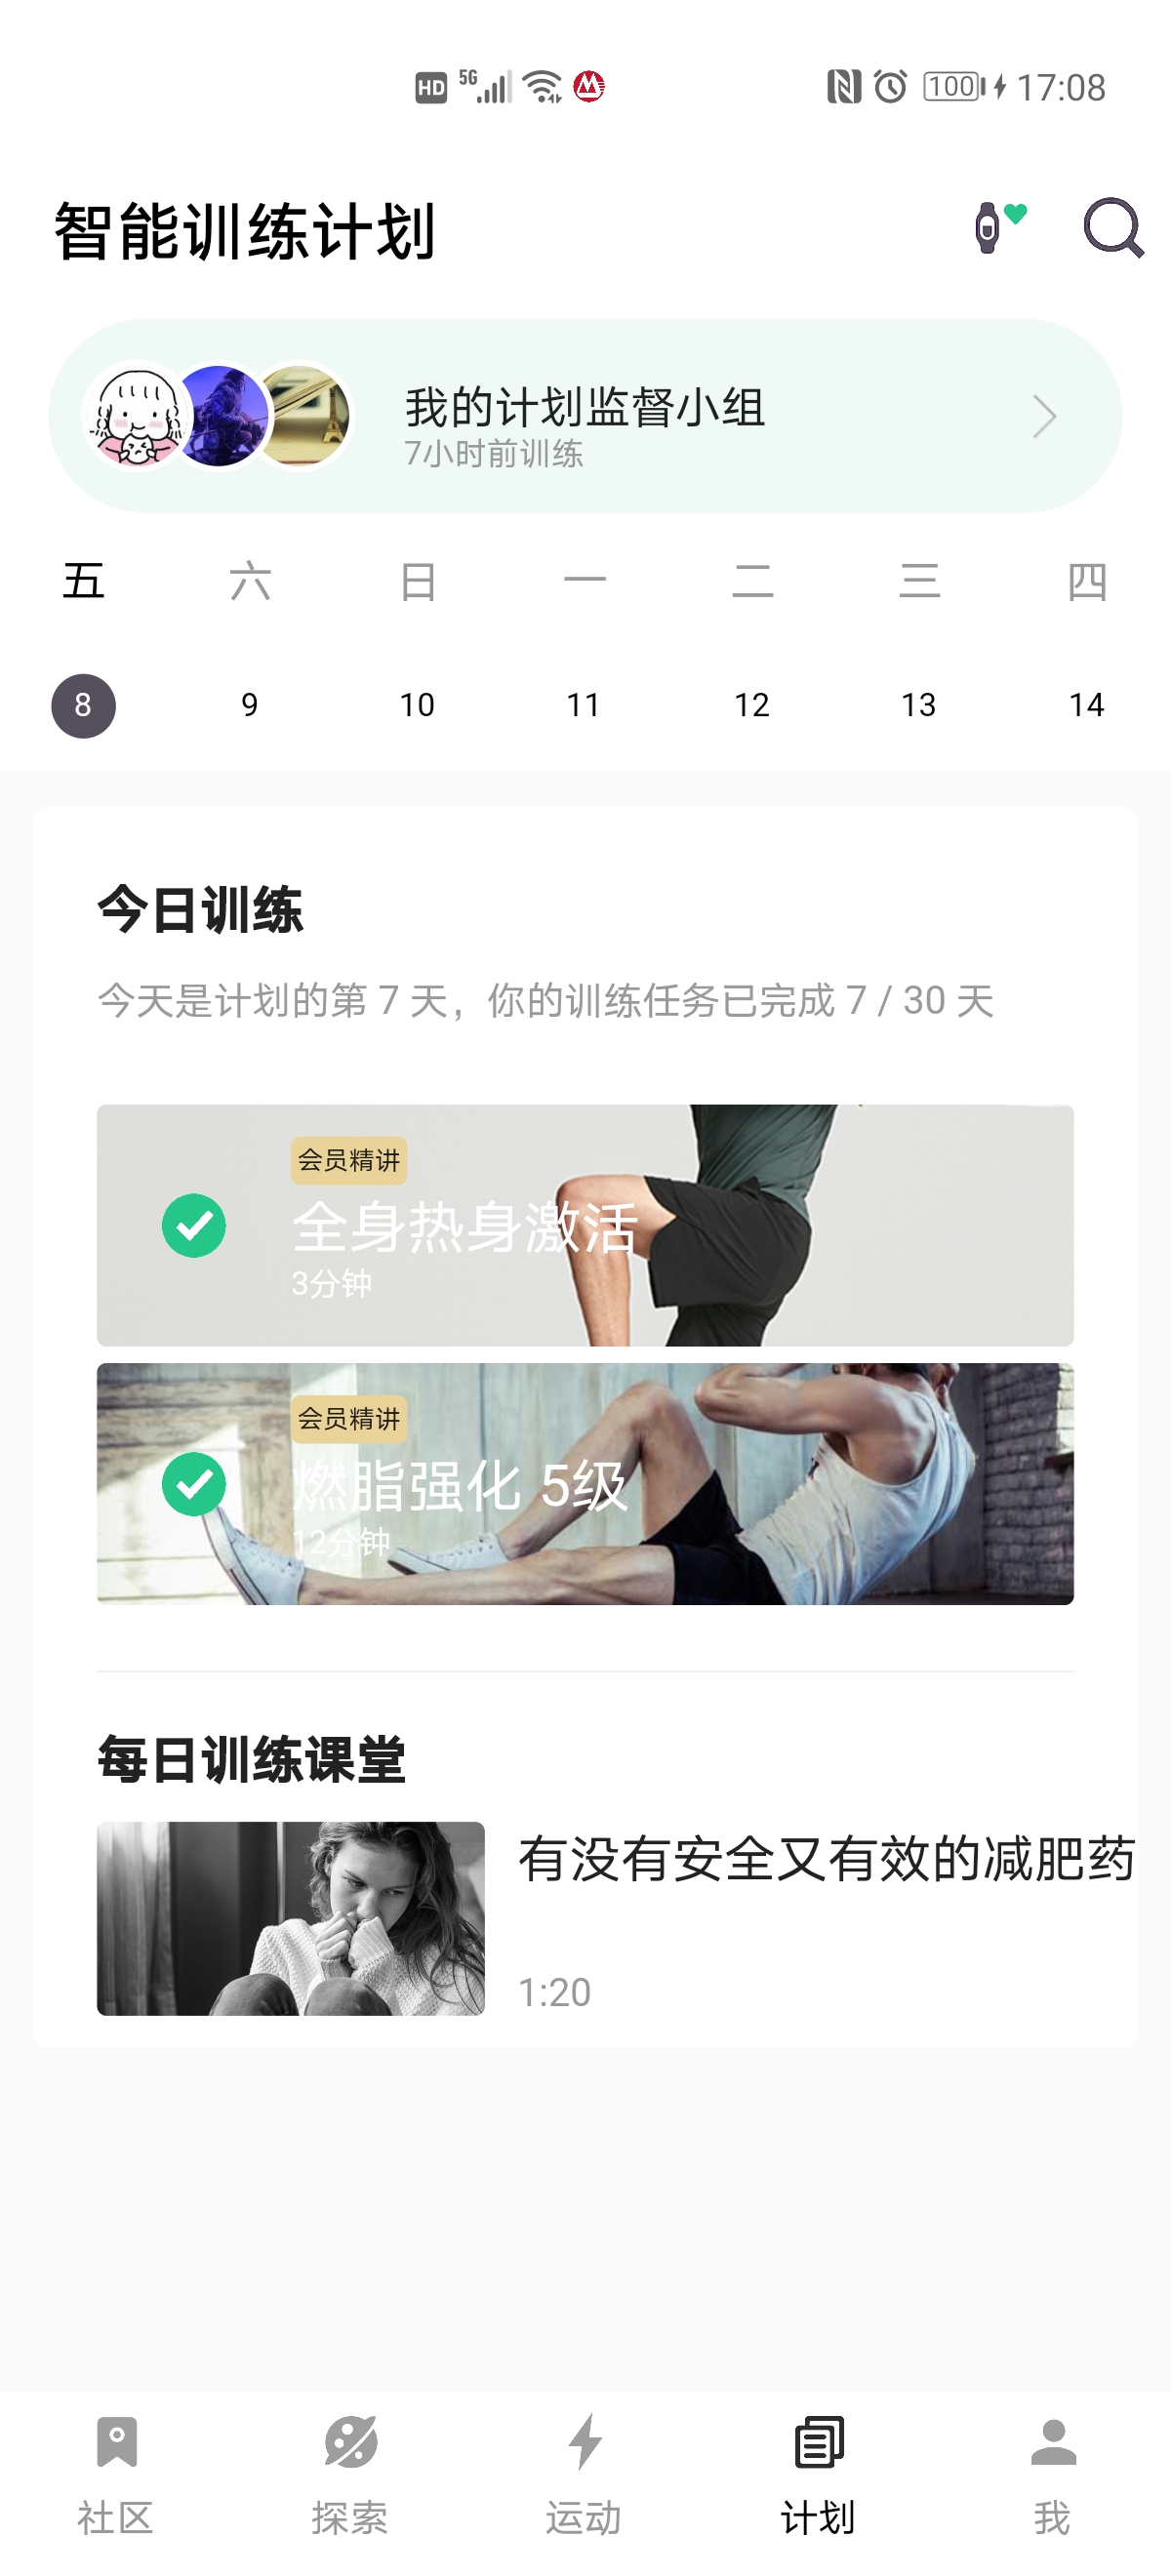 HD 5G 100 17:08
智能训练计划
我的计划监督小组
7小时前训练
五 六 日 一 二 三 四
8 9 10 11 12 13 14
今日训练
今天是计划的第 7 天，你的训练任务已完成 7 / 30 天
会员精讲
全身热身激活
3分钟
会员精讲
燃脂强化 5级
12分钟
每日训练课堂
有没有安全又有效的减肥药
1:20
社区 探索 运动 计划 我